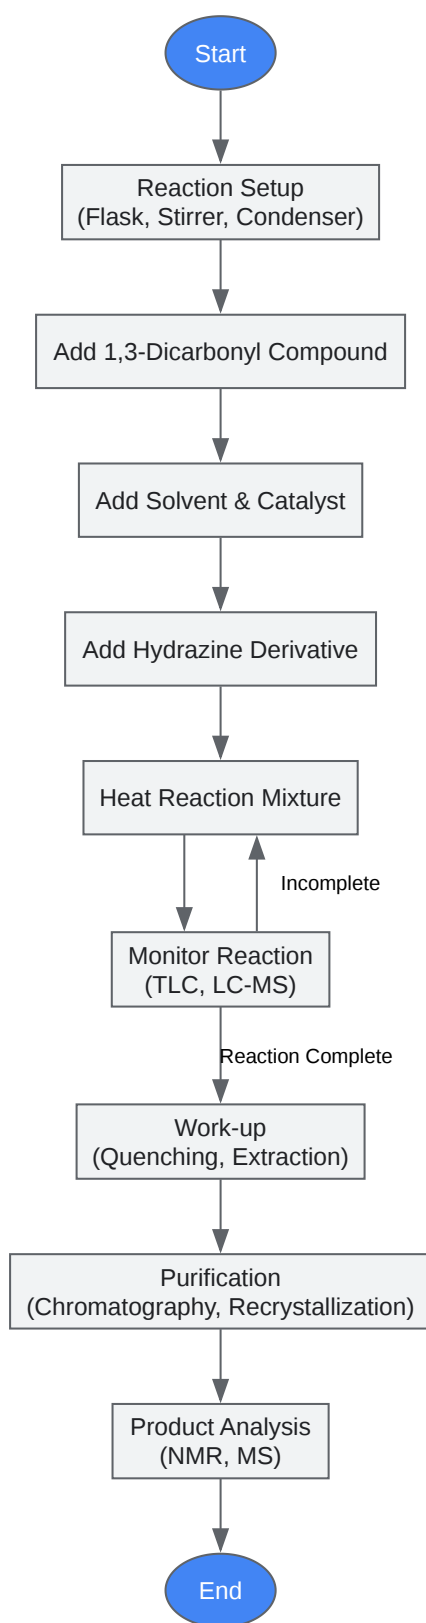 Start
Reaction Setup
(Flask, Stirrer, Condenser)
Add 1,3-Dicarbonyl Compound
Add Solvent & Catalyst
Add Hydrazine Derivative
Heat Reaction Mixture
Incomplete
Monitor Reaction
(TLC, LC-MS)
Reaction Complete
Work-up
(Quenching, Extraction)
Purification
(Chromatography, Recrystallization)
Product Analysis
(NMR, MS)
End